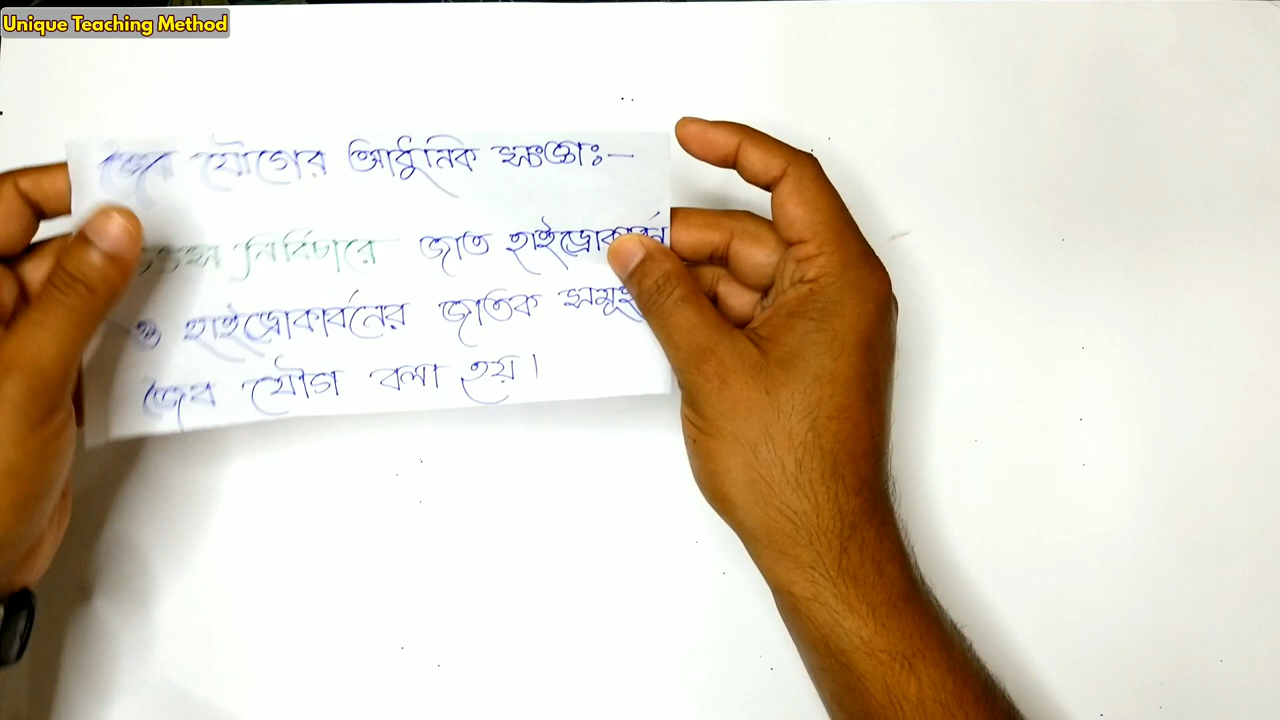 Unique Teaching Method
জৈব যৌগের আধুনিক সংজ্ঞাঃ—
নির্বিচারে জাত হাইড্রোকার্বন
ও হাইড্রোকার্বনের জাতক সমূহ
জৈব যৌগ বলা হয়।